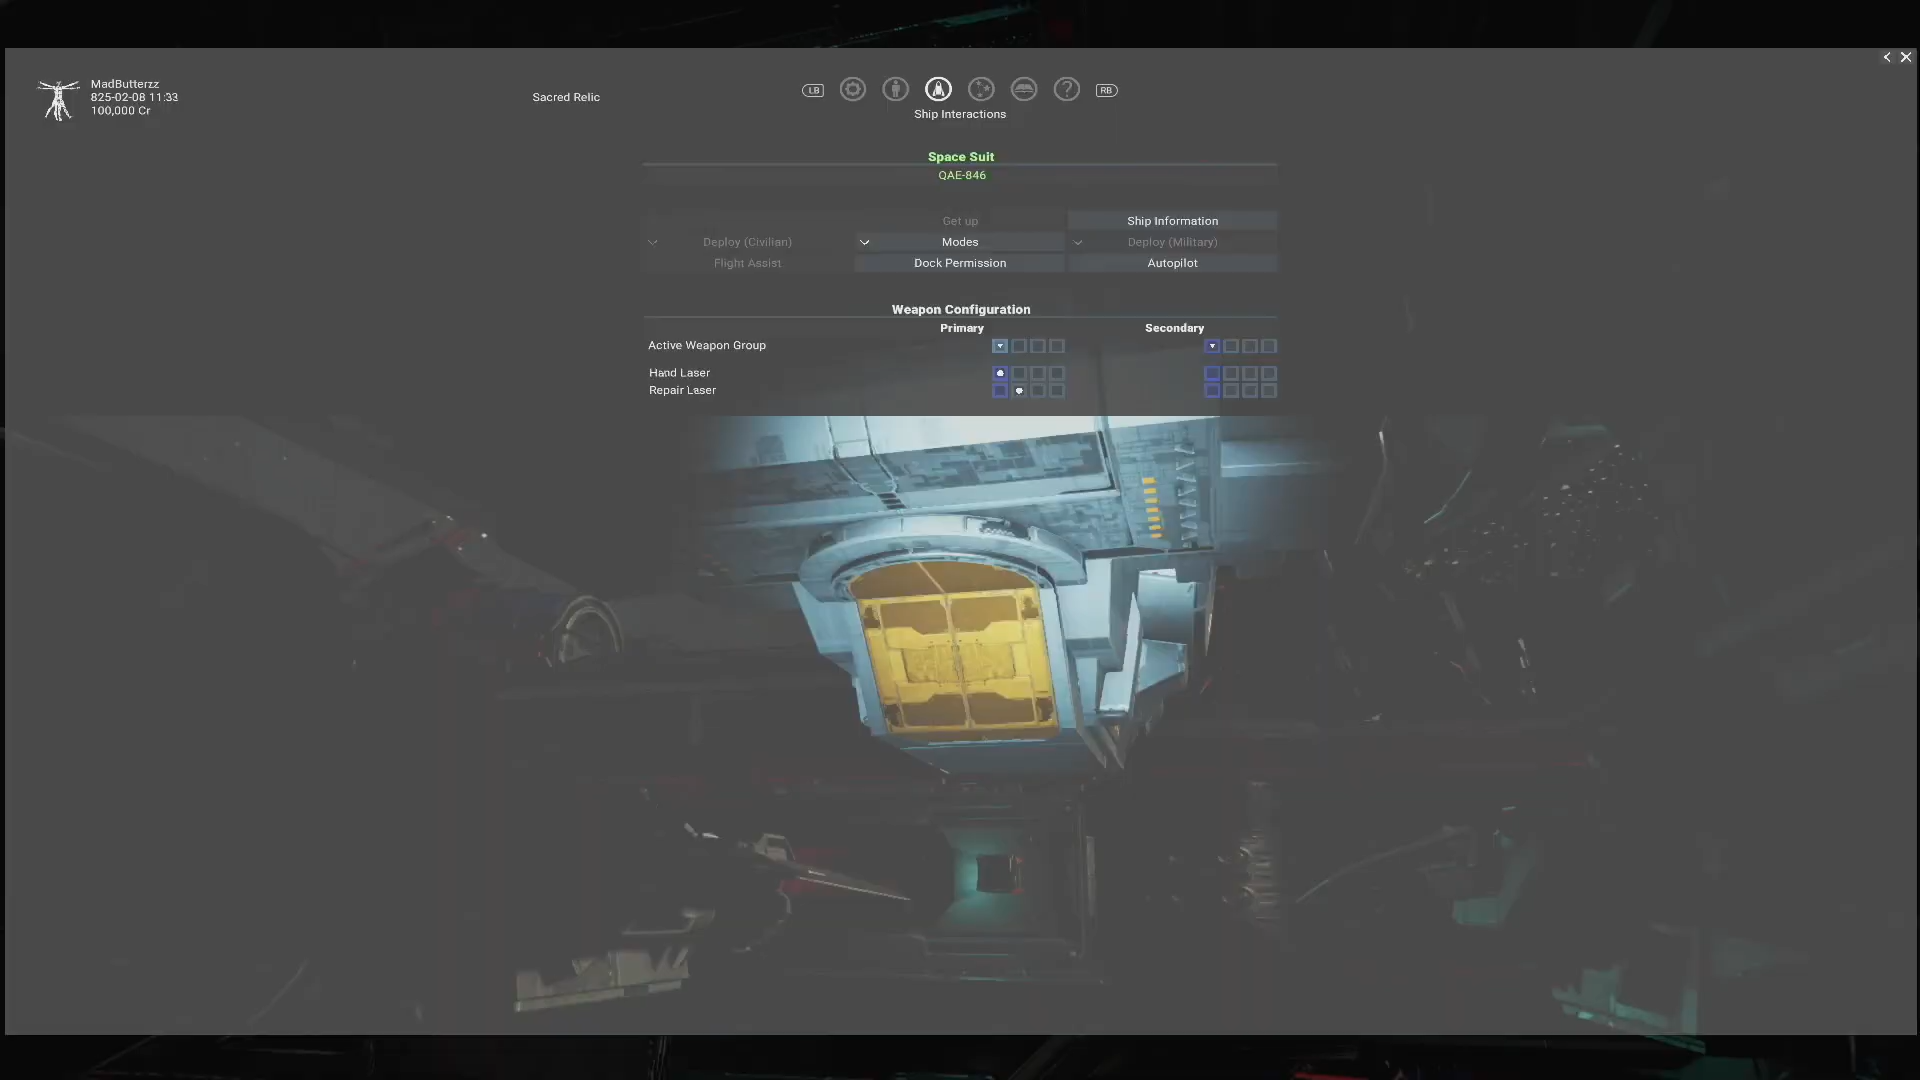 MadButterzz
825-02-08 11:33
100,000 Cr
Sacred Relic
LB
?
RB
Ship Interactions
Space Suit
QAE-846
Get up
Ship Information
Deploy (Civilian)
Modes
Deploy (Military)
Flight Assist
Dock Permission
Autopilot
Weapon Configuration
Primary
Secondary
Active Weapon Group
Hand Laser
Repair Laser